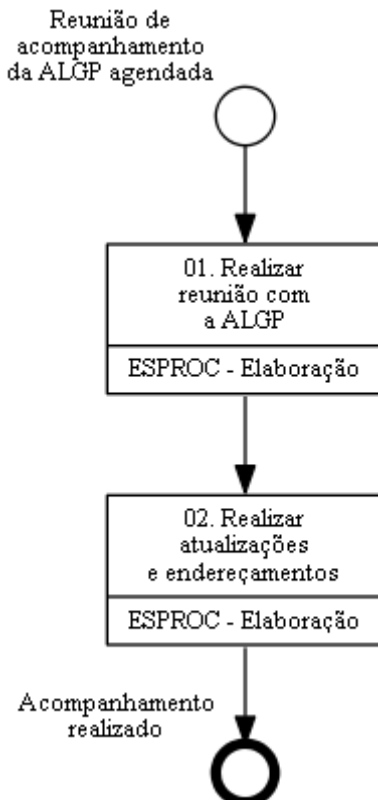 Reunião de
acompanhamento
da ALGP agendada
01. Realizar
reunião com
a ALGP
ESPROC - Elaboração
02. Realizar
atualizações
e endereçamentos
ESPROC - Elaboração
Acompanhamento
realizado